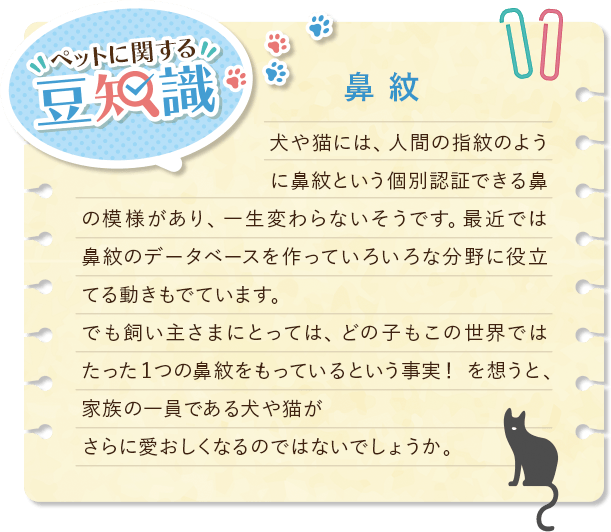 ペットに関する
豆知識
鼻紋
犬や猫には、人間の指紋のよう
に鼻紋という個別認証できる鼻
の模様があり、一生変わらないそうです。最近では
鼻紋のデータベースを作っていろいろな分野に役立
てる動きもでています。
でも飼い主さまにとっては、どの子もこの世界では
たった1つの鼻紋をもっているという事実！ を想うと、
家族の一員である犬や猫が
さらに愛おしくなるのではないでしょうか。